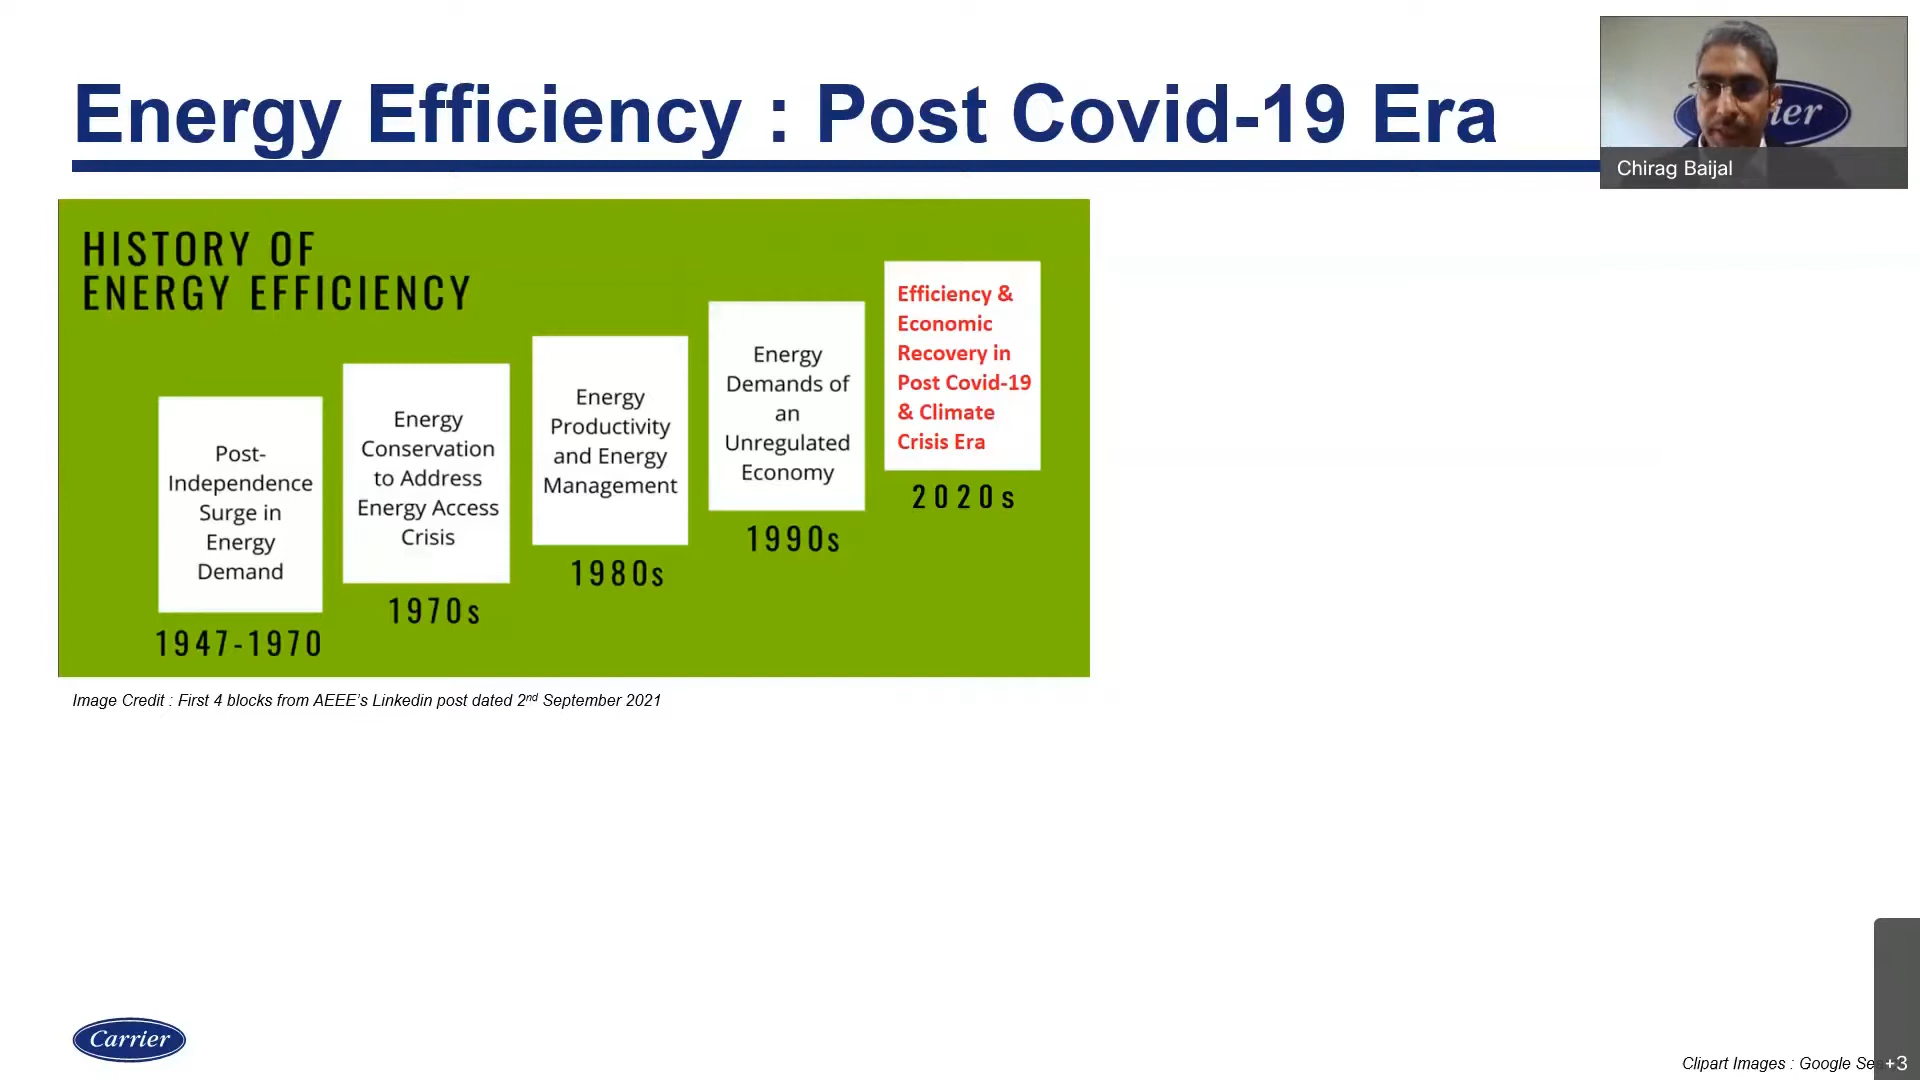 Energy Efficiency : Post Covid-19 Era
ier
Chirag Baijal
HISTORY OF
ENERGY EFFICIENCY
Post-
Independence
Surge in
Energy
Demand
1947-1970
Energy
Conservation
to Address
Energy Access
Crisis
1970s
Energy
Productivity
and Energy
Management
1980s
Energy
Demands of
an
Unregulated
Economy
1990s
Efficiency &
Economic
Recovery in
Post Covid-19
& Climate
Crisis Era
2020s
Image Credit : First 4 blocks from AEEE's Linkedin post dated 2nd September 2021
Carrier
Clipart Images : Google
+3